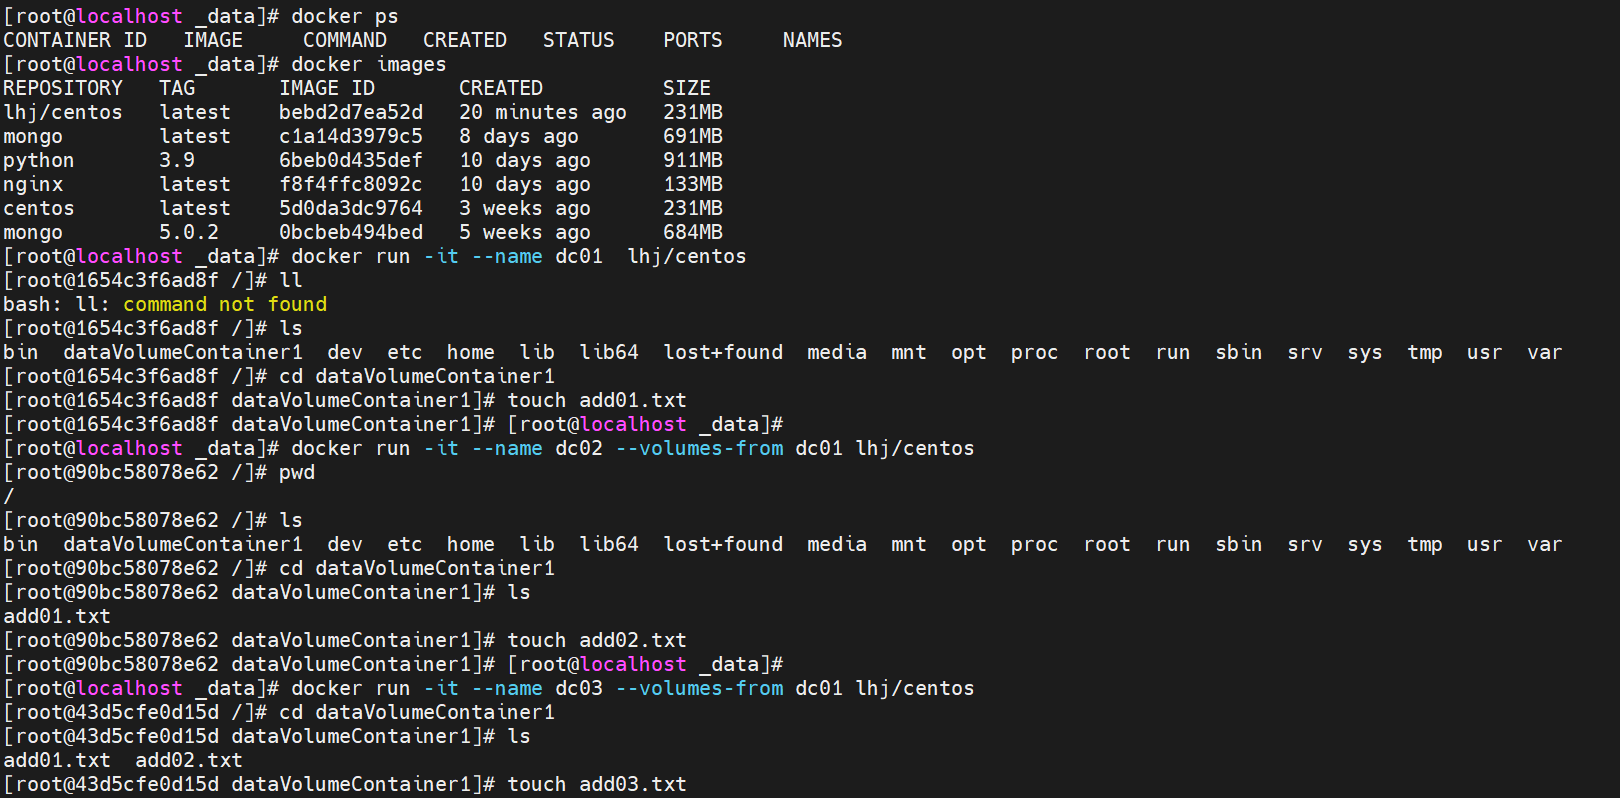 [root@localhost _data]# docker ps
CONTAINER ID   IMAGE     COMMAND   CREATED   STATUS    PORTS     NAMES
[root@localhost _data]# docker images
REPOSITORY   TAG       IMAGE ID       CREATED          SIZE
lhj/centos   latest    bebd2d7ea52d   20 minutes ago   231MB
mongo        latest    c1a14d3979c5   8 days ago       691MB
python       3.9       6beb0d435def   10 days ago      911MB
nginx        latest    f8f4ffc8092c   10 days ago      133MB
centos       latest    5d0da3dc9764   3 weeks ago      231MB
mongo        5.0.2     0bcbeb494bed   5 weeks ago      684MB
[root@localhost _data]# docker run -it --name dc01  lhj/centos
[root@1654c3f6ad8f /]# ll
bash: ll: command not found
[root@1654c3f6ad8f /]# ls
bin  dataVolumeContainer1  dev  etc  home  lib  lib64  lost+found  media  mnt  opt  proc  root  run  sbin  srv  sys  tmp  usr  var
[root@1654c3f6ad8f /]# cd dataVolumeContainer1
[root@1654c3f6ad8f dataVolumeContainer1]# touch add01.txt
[root@1654c3f6ad8f dataVolumeContainer1]# [root@localhost _data]#
[root@localhost _data]# docker run -it --name dc02 --volumes-from dc01 lhj/centos
[root@90bc58078e62 /]# pwd
/
[root@90bc58078e62 /]# ls
bin  dataVolumeContainer1  dev  etc  home  lib  lib64  lost+found  media  mnt  opt  proc  root  run  sbin  srv  sys  tmp  usr  var
[root@90bc58078e62 /]# cd dataVolumeContainer1
[root@90bc58078e62 dataVolumeContainer1]# ls
add01.txt
[root@90bc58078e62 dataVolumeContainer1]# touch add02.txt
[root@90bc58078e62 dataVolumeContainer1]# [root@localhost _data]#
[root@localhost _data]# docker run -it --name dc03 --volumes-from dc01 lhj/centos
[root@43d5cfe0d15d /]# cd dataVolumeContainer1
[root@43d5cfe0d15d dataVolumeContainer1]# ls
add01.txt  add02.txt
[root@43d5cfe0d15d dataVolumeContainer1]# touch add03.txt